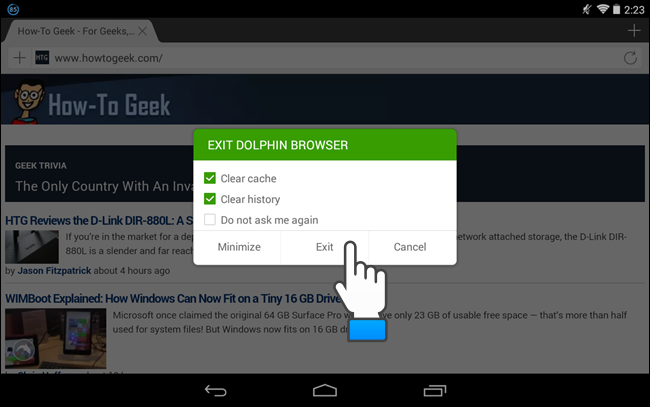 85
2:23
How-To Geek - For Geeks,...
HTG
www.howtogeek.com/
How-To Geek
GEEK TRIVIA
The Only Country With An Inva
EXIT DOLPHIN BROWSER
Clear cache
Clear history
Do not ask me again
Minimize
Exit
Cancel
HTG Reviews the D-Link DIR-880L: A S
If you're in the market for a dep
network attached storage, the D-Link DIR-
880L is a slender and far reach
by Jason Fitzpatrick about 4 hours ago
WIMBoot Explained: How Windows Can Now Fit on a Tiny 16 GB Drive
Microsoft once claimed the original 64 GB Surface Pro w
ve only 23 GB of usable free space — that's more than half
used for system files! But Windows now fits on 16 GB d